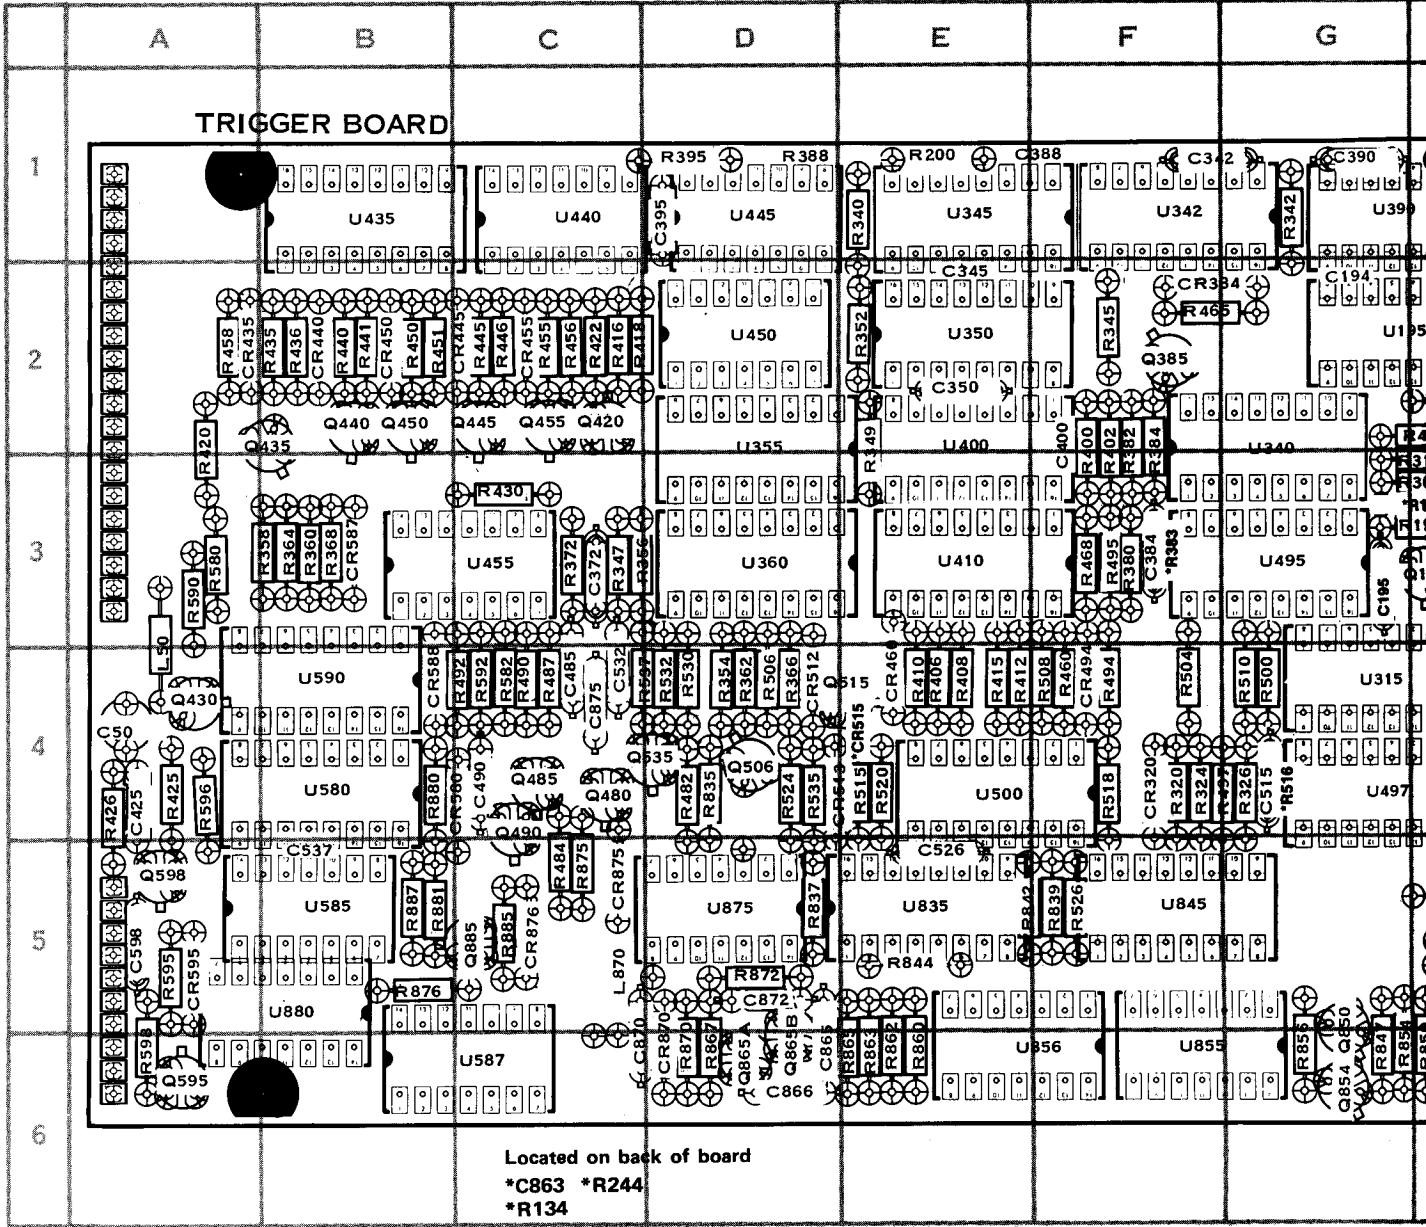 A B C D E F G
TRIGGER BOARD
1
R395 R388 R200 C388 C342 C390
U435 U440 C395 U445 R340 U345 U342 R342 U390
C345 C194
2
R458 CR435 R435 R436 CR440 R440 R441 CR450 R450 R451 CR445 R445 R446 CR455 R455 R456 R422 R416 R418 U450 R352 U350 R345 CR384 R465 U195
Q385
C350
R420 Q435 Q440 Q450 Q445 Q455 Q420 U355 R349 U400 C400 R400 R402 R382 R384 U340
R430
3
R358 R364 R360 R368 CR587 U455 R372 C372 R347 R356 U360 U410 R468 R495 R380 C384 *R383 U495 C195
R580
R590
L50
R492 R592 R582 R490 R487 C485 C875 C532 R537 R532 R530 R354 R362 R506 R366 CR512 Q515 CR460 R410 R406 R408 R415 R412 R508 R460 CR494 R494 R504 R510 R500 U315
U590 CR588
Q430
C50
4
*CR515
Q535 Q506
R426 C425 R425 R596 U580 R880 CR580 C490 Q485 Q480 R482 R835 R524 R535 CR513 R515 R520 U500 R518 CR320 *R320 R324 R497 R326 C515 *R516 U497
Q490
C537 C526
Q598
R484 R875 CR875
U585 R887 R881 Q885 R885 CR876 U875 R837 U835 R842 R839 R526 U845
5
C598 R595 CR595 L870
R876 R872 R844
C872
U880
R598 U587 C870 CR870 R870 R867 Q865A Q865B C865 R865 R863 R862 R860 U856 U855 R856 Q850 Q854 R847 R854
Q595 C866
6
Located on back of board
*C863 *R244
*R134